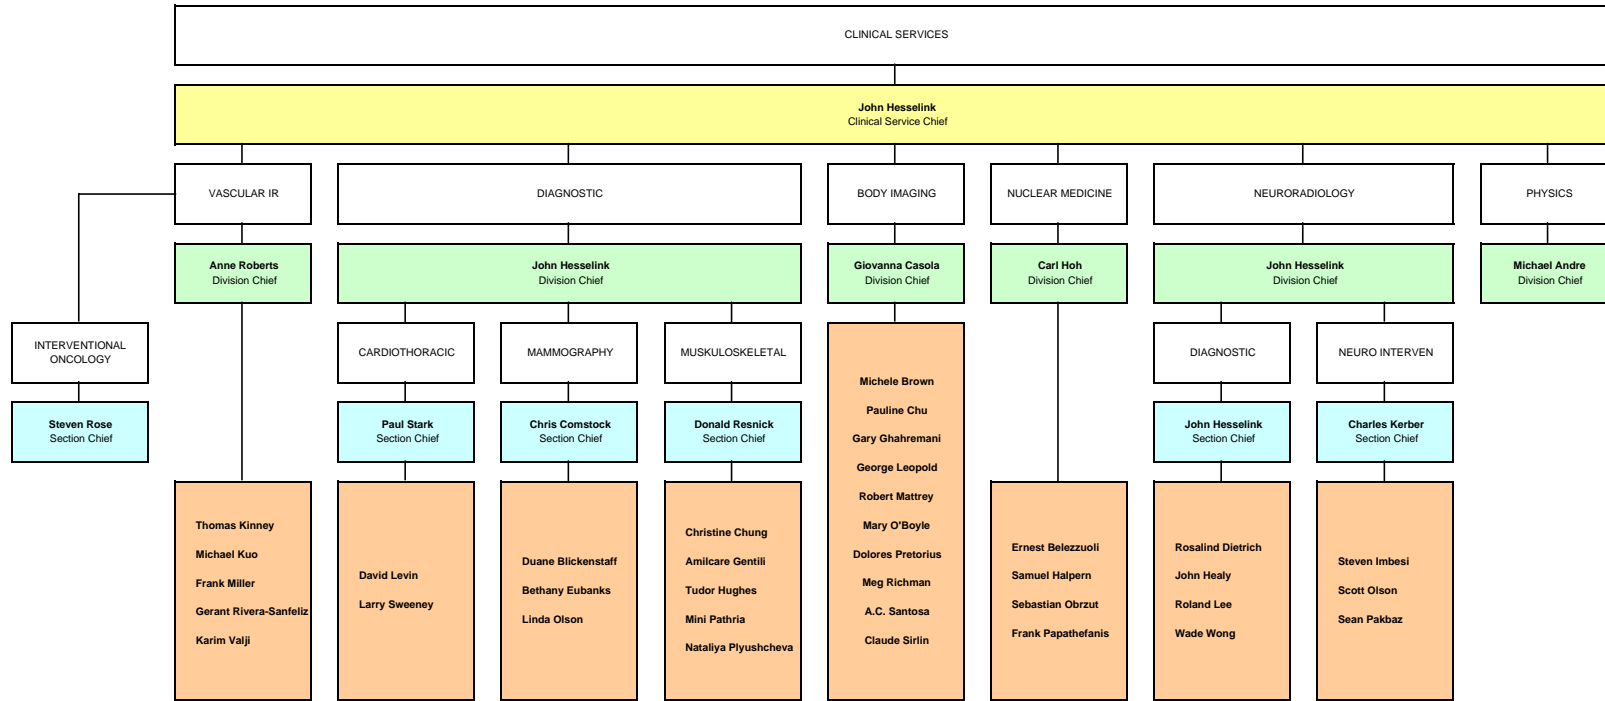 CLINICAL SERVICES
John Hesselink
Clinical Service Chief
VASCULAR IR
DIAGNOSTIC
BODY IMAGING
NUCLEAR MEDICINE
NEURORADIOLOGY
PHYSICS
Anne Roberts
Division Chief
John Hesselink
Division Chief
Giovanna Casola
Division Chief
Carl Hoh
Division Chief
John Hesselink
Division Chief
Michael Andre
Division Chief
INTERVENTIONAL
ONCOLOGY
CARDIOTHORACIC
MAMMOGRAPHY
MUSKULOSKELETAL
DIAGNOSTIC
NEURO INTERVEN
Steven Rose
Section Chief
Paul Stark
Section Chief
Chris Comstock
Section Chief
Donald Resnick
Section Chief
John Hesselink
Section Chief
Charles Kerber
Section Chief
Thomas Kinney
Michael Kuo
Frank Miller
Gerant Rivera-Sanfeliz
Karim Valji
David Levin
Larry Sweeney
Duane Blickenstaff
Bethany Eubanks
Linda Olson
Christine Chung
Amilcare Gentili
Tudor Hughes
Mini Pathria
Nataliya Plyushcheva
Michele Brown
Pauline Chu
Gary Ghahremani
George Leopold
Robert Mattrey
Mary O'Boyle
Dolores Pretorius
Meg Richman
A.C. Santosa
Claude Sirlin
Ernest Belezzuoli
Samuel Halpern
Sebastian Obrzut
Frank Papathefanis
Rosalind Dietrich
John Healy
Roland Lee
Wade Wong
Steven Imbesi
Scott Olson
Sean Pakbaz